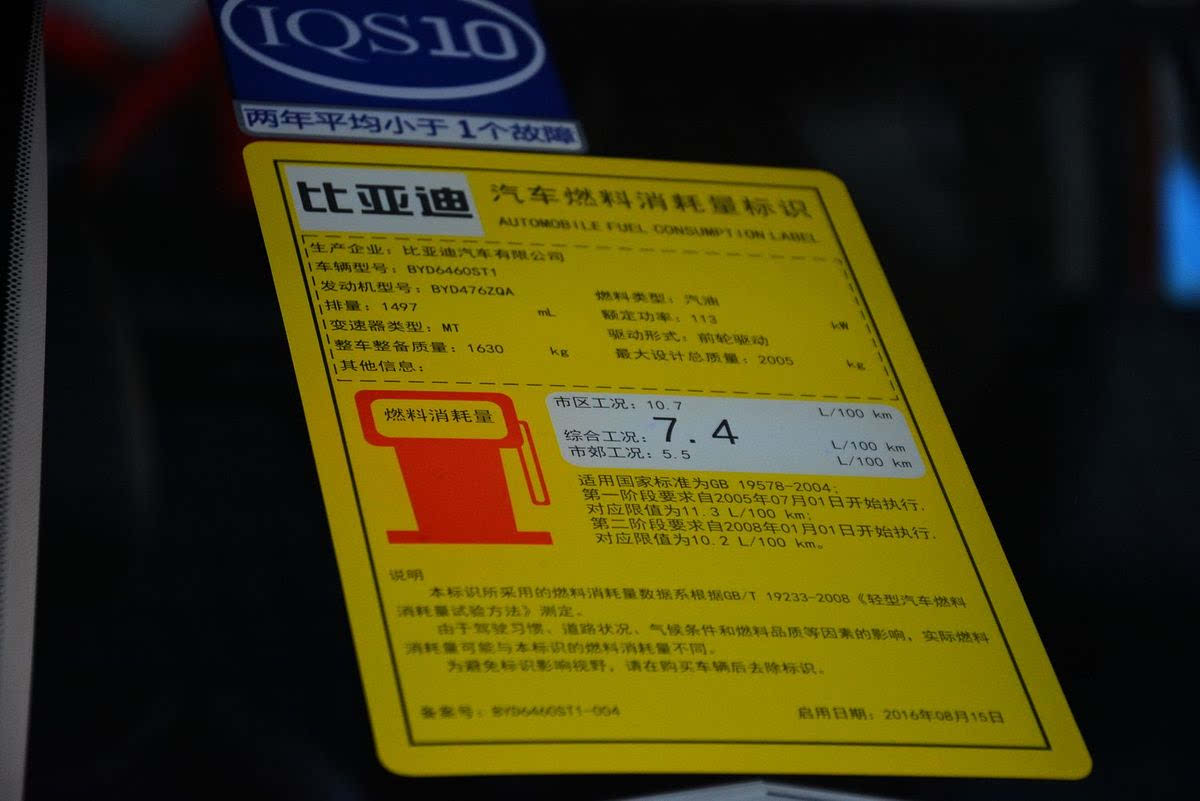 IQS10
两年平均小于1个故障
比亚迪 汽车燃料消耗量标识
AUTOMOBILE FUEL CONSUMPTION LABEL
生产企业：比亚迪汽车有限公司
车辆型号：BYD6460ST1
发动机型号：BYD476ZQA 燃料类型：汽油
排量：1497 mL 额定功率：113 kW
变速器类型：MT 驱动形式：前轮驱动
整车整备质量：1630 kg 最大设计总质量：2005 kg
其他信息：
燃料消耗量
市区工况：10.7 L/100 km
综合工况：7.4 L/100 km
市郊工况：5.5 L/100 km
适用国家标准为GB 19578-2004；
第一阶段要求自2005年07月01日开始执行，
对应限值为11.3 L/100 km；
第二阶段要求自2008年01月01日开始执行，
对应限值为10.2 L/100 km。
说明
本标识所采用的燃料消耗量数据系根据GB/T 19233-2008《轻型汽车燃料
消耗量试验方法》测定。
由于驾驶习惯、道路状况、气候条件和燃料品质等因素的影响，实际燃料
消耗量可能与本标识的燃料消耗量不同。
为避免标识影响视野，请在购买车辆后去除标识。
备案号：BYD6460ST1-004 启用日期：2016年08月15日